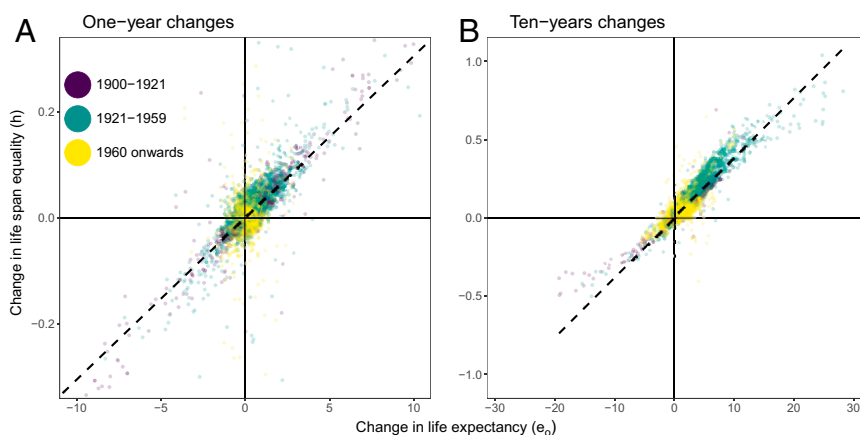 A One−year changes
B Ten−years changes
1900−1921
1921−1959
1960 onwards
Change in life span equality (h)
0.2
0.0
−0.2
−10 −5 0 5 10
1.0
0.5
0.0
−0.5
−1.0
−30 −20 −10 0 10 20 30
Change in life expectancy (e₀)